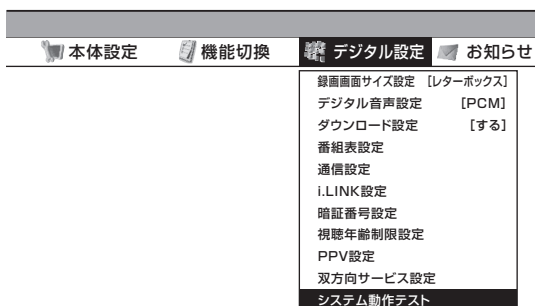 本体設定 機能切換 デジタル設定 お知らせ
録画画面サイズ設定 [レターボックス]
デジタル音声設定 [PCM]
ダウンロード設定 [する]
番組表設定
通信設定
i.LINK設定
暗証番号設定
視聴年齢制限設定
PPV設定
双方向サービス設定
システム動作テスト